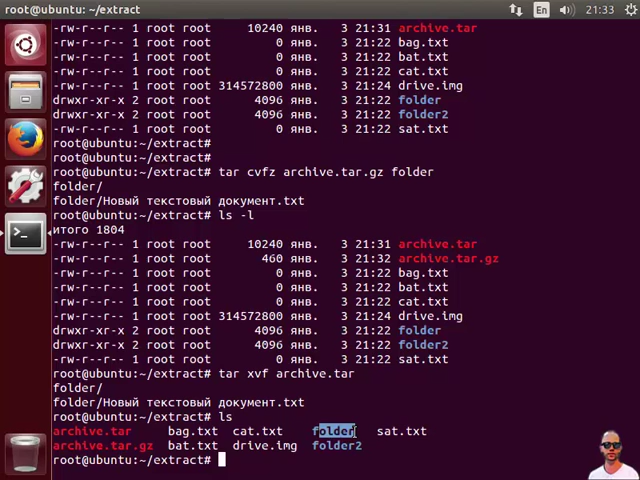 root@ubuntu: ~/extract
En
21:33
-rw-r--r-- 1 root root 10240 янв. 3 21:31 archive.tar
-rw-r--r-- 1 root root 0 янв. 3 21:22 bag.txt
-rw-r--r-- 1 root root 0 янв. 3 21:22 bat.txt
-rw-r--r-- 1 root root 0 янв. 3 21:22 cat.txt
-rw-r--r-- 1 root root 314572800 янв. 3 21:24 drive.img
drwxr-xr-x 2 root root 4096 янв. 3 21:22 folder
drwxr-xr-x 2 root root 4096 янв. 3 21:22 folder2
-rw-r--r-- 1 root root 0 янв. 3 21:22 sat.txt
root@ubuntu:~/extract#
root@ubuntu:~/extract#
root@ubuntu:~/extract# tar cvfz archive.tar.gz folder
folder/
folder/Новый текстовый документ.txt
root@ubuntu:~/extract# ls -l
итого 1804
-rw-r--r-- 1 root root 10240 янв. 3 21:31 archive.tar
-rw-r--r-- 1 root root 460 янв. 3 21:32 archive.tar.gz
-rw-r--r-- 1 root root 0 янв. 3 21:22 bag.txt
-rw-r--r-- 1 root root 0 янв. 3 21:22 bat.txt
-rw-r--r-- 1 root root 0 янв. 3 21:22 cat.txt
-rw-r--r-- 1 root root 314572800 янв. 3 21:24 drive.img
drwxr-xr-x 2 root root 4096 янв. 3 21:22 folder
drwxr-xr-x 2 root root 4096 янв. 3 21:22 folder2
-rw-r--r-- 1 root root 0 янв. 3 21:22 sat.txt
root@ubuntu:~/extract# tar xvf archive.tar
folder/
folder/Новый текстовый документ.txt
root@ubuntu:~/extract# ls
archive.tar bag.txt cat.txt folder sat.txt
archive.tar.gz bat.txt drive.img folder2
root@ubuntu:~/extract#